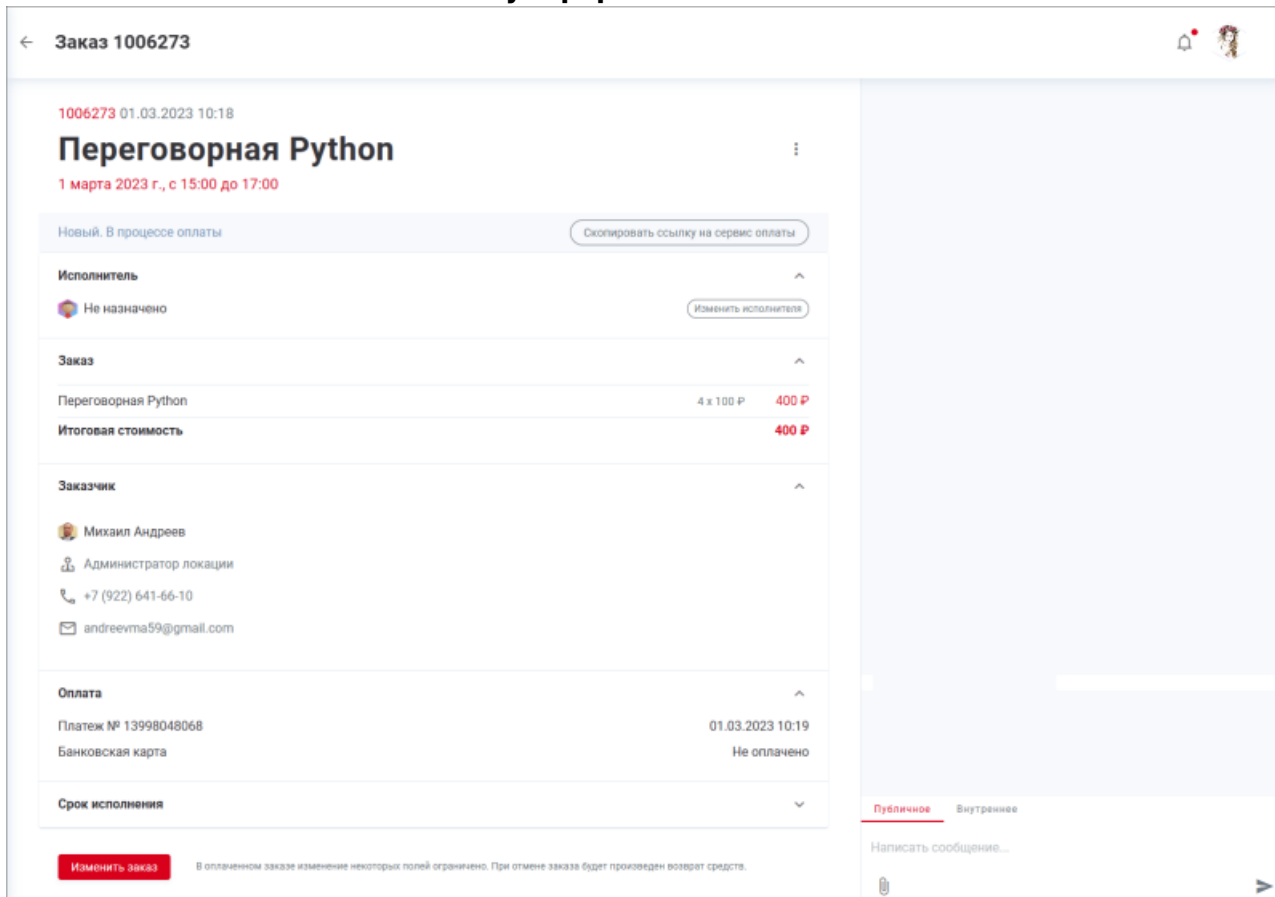 Заказ 1006273
1006273 01.03.2023 10:18
Переговорная Python
1 марта 2023 г., с 15:00 до 17:00
Новый. В процессе оплаты
Скопировать ссылку на сервис оплаты
Исполнитель
Не назначено
Изменить исполнителя
Заказ
Переговорная Python 4 x 100 ₽ 400 ₽
Итоговая стоимость 400 ₽
Заказчик
Михаил Андреев
Администратор локации
+7 (922) 641-66-10
andreevma59@gmail.com
Оплата
Платеж № 13998048068 01.03.2023 10:19
Банковская карта Не оплачено
Срок исполнения
Публичное Внутреннее
Написать сообщение...
Изменить заказ
В оплаченном заказе изменение некоторых полей ограничено. При отмене заказа будет произведен возврат средств.